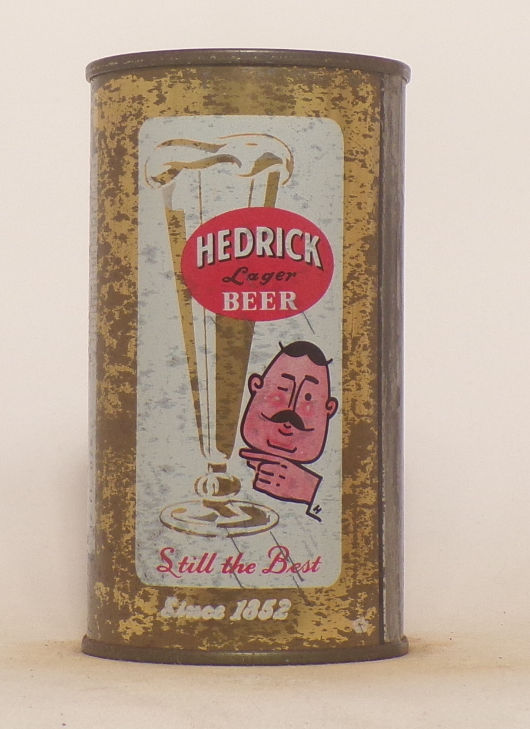 HEDRICK
Lager
BEER
H
Still the Best
Since 1852